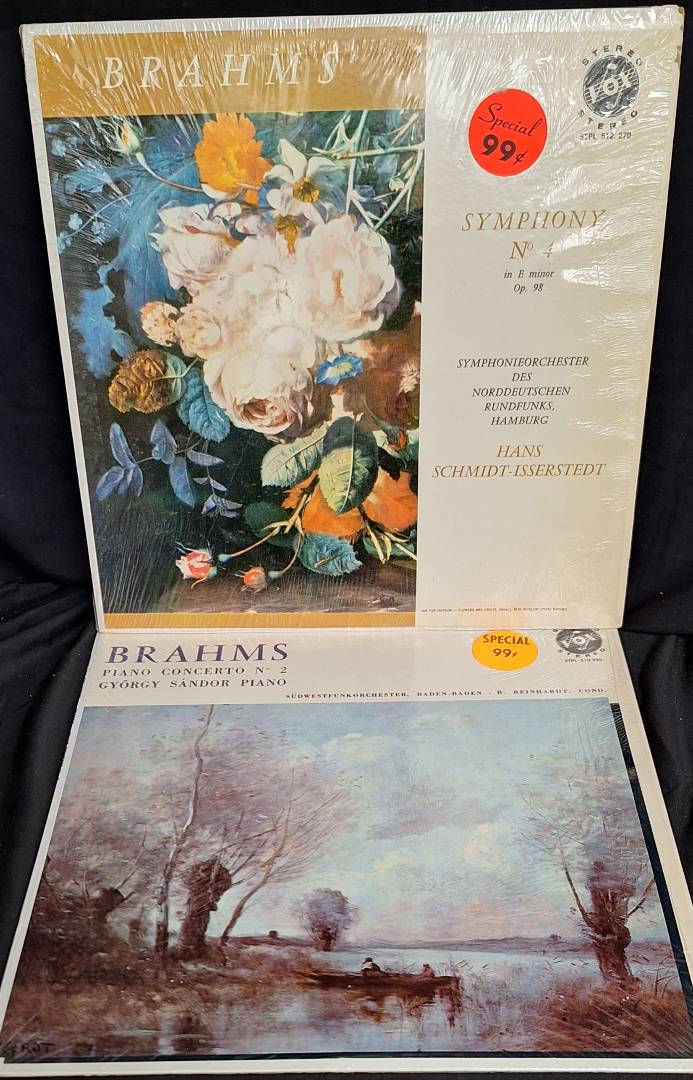 BRAHMS
STEREO
VOX
STEREO
STPL 512.270
Special
99¢
SYMPHONY
Nº 4
in E minor
Op. 98
SYMPHONIEORCHESTER
DES
NORDDEUTSCHEN
RUNDFUNKS,
HAMBURG
HANS
SCHMIDT-ISSERSTEDT
BRAHMS
PIANO CONCERTO Nº 2
GYÖRGY SÁNDOR PIANO
SPECIAL
99¢
STEREO
SÜDWESTFUNKORCHESTER, BADEN-BADEN - R. REINHARDT, COND.